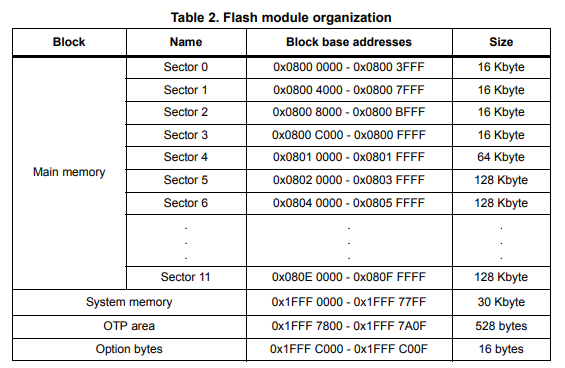 Table 2. Flash module organization
Block Name Block base addresses Size
Sector 0 0x0800 0000 - 0x0800 3FFF 16 Kbyte
Sector 1 0x0800 4000 - 0x0800 7FFF 16 Kbyte
Sector 2 0x0800 8000 - 0x0800 BFFF 16 Kbyte
Sector 3 0x0800 C000 - 0x0800 FFFF 16 Kbyte
Sector 4 0x0801 0000 - 0x0801 FFFF 64 Kbyte
Main memory
Sector 5 0x0802 0000 - 0x0803 FFFF 128 Kbyte
Sector 6 0x0804 0000 - 0x0805 FFFF 128 Kbyte
. . .
. . .
. . .
Sector 11 0x080E 0000 - 0x080F FFFF 128 Kbyte
System memory 0x1FFF 0000 - 0x1FFF 77FF 30 Kbyte
OTP area 0x1FFF 7800 - 0x1FFF 7A0F 528 bytes
Option bytes 0x1FFF C000 - 0x1FFF C00F 16 bytes